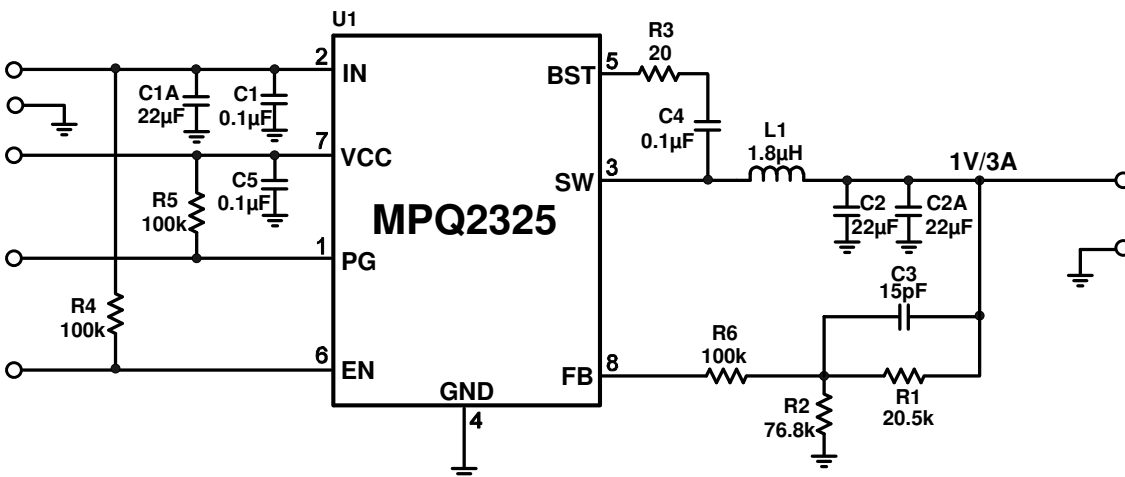 U1
2
IN
C1A
22µF
C1
0.1µF
7
VCC
R5
100k
C5
0.1µF
1
PG
R4
100k
6
EN
MPQ2325
GND
4
BST
5
R3
20
C4
0.1µF
3
SW
L1
1.8µH
1V/3A
C2
22µF
C2A
22µF
C3
15pF
FB
8
R6
100k
R2
76.8k
R1
20.5k